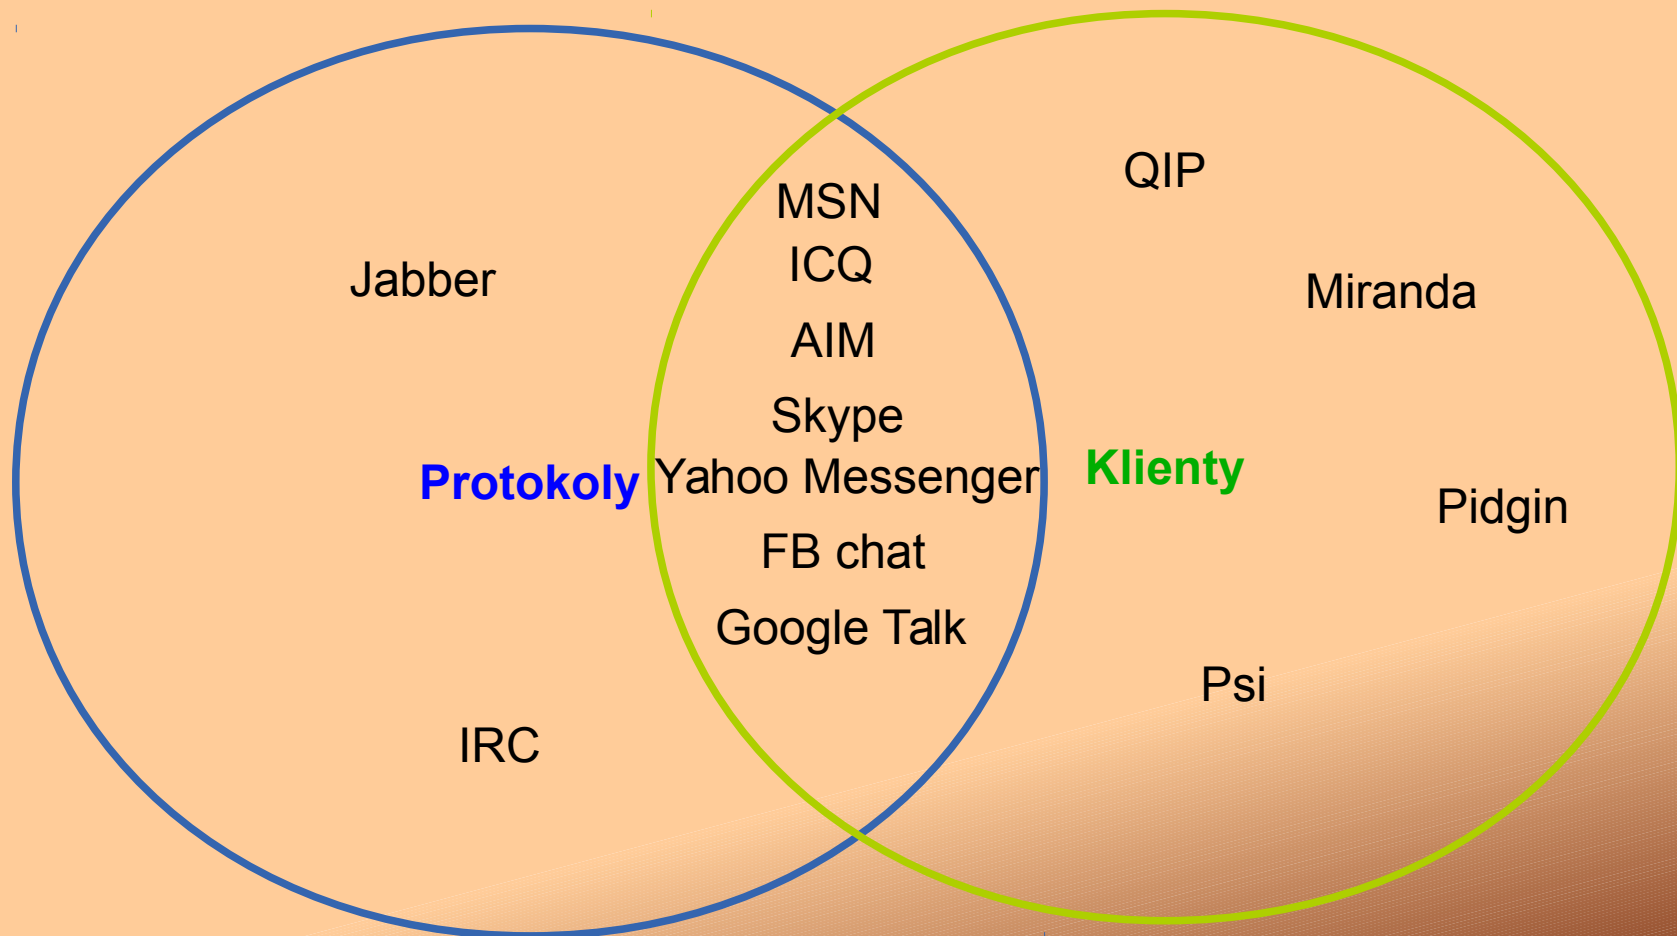 Jabber
Protokoly
IRC
MSN
ICQ
AIM
Skype
Yahoo Messenger
FB chat
Google Talk
QIP
Miranda
Klienty
Pidgin
Psi